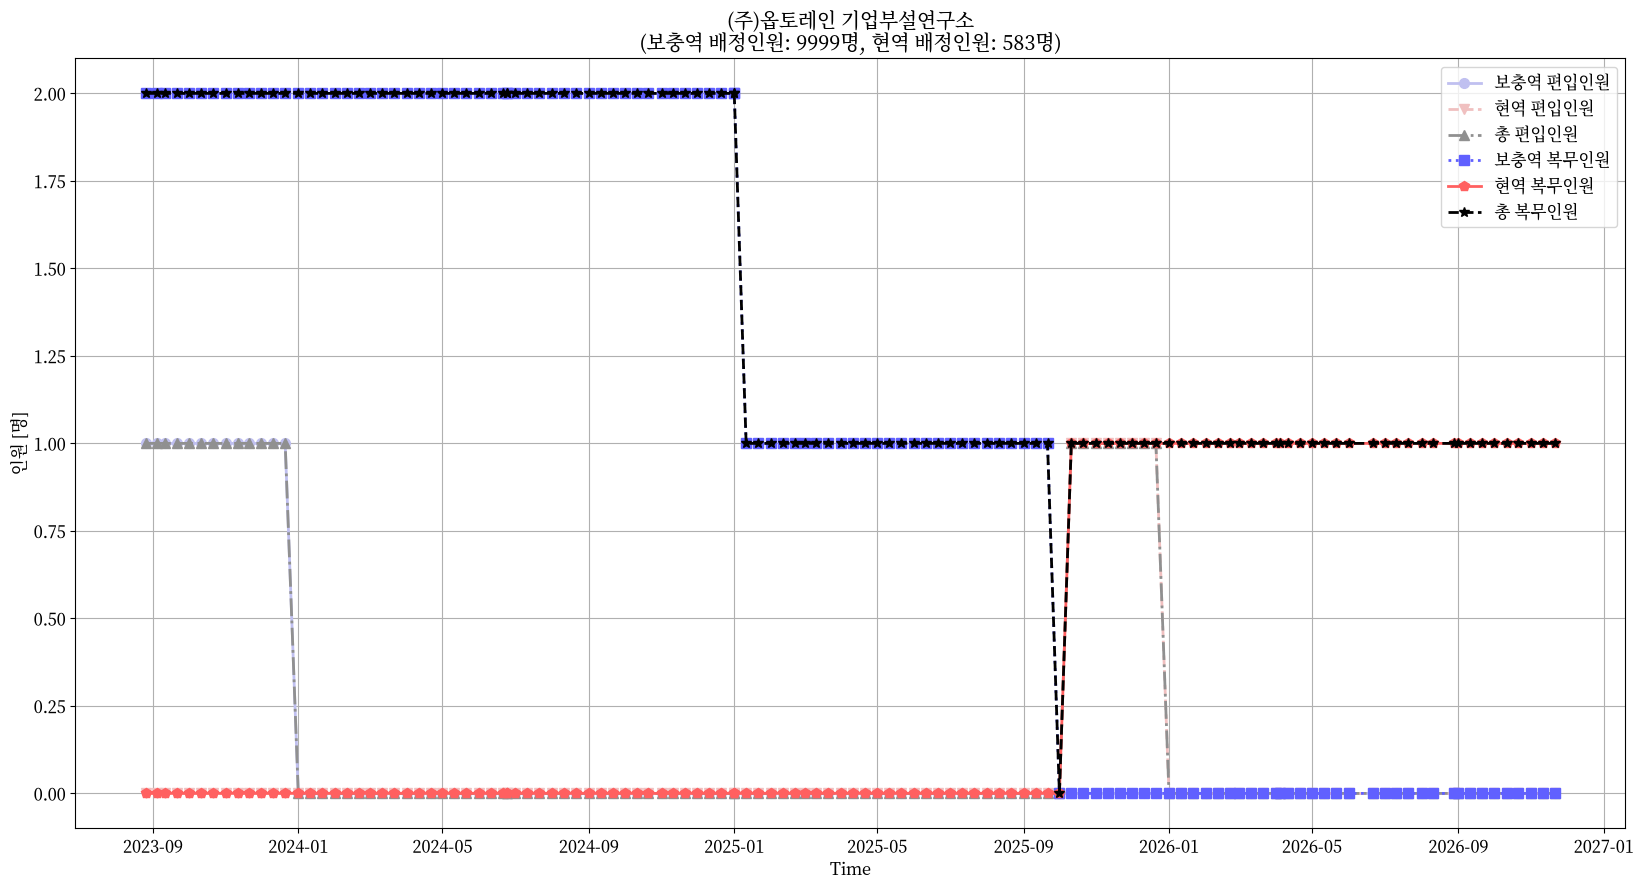 (주)옵토레인 기업부설연구소
(보충역 배정인원: 9999명, 현역 배정인원: 583명)
보충역 편입인원
현역 편입인원
총 편입인원
보충역 복무인원
현역 복무인원
총 복무인원
인원 [명]
2.00
1.75
1.50
1.25
1.00
0.75
0.50
0.25
0.00
2023-09 2024-01 2024-05 2024-09 2025-01 2025-05 2025-09 2026-01 2026-05 2026-09 2027-01
Time